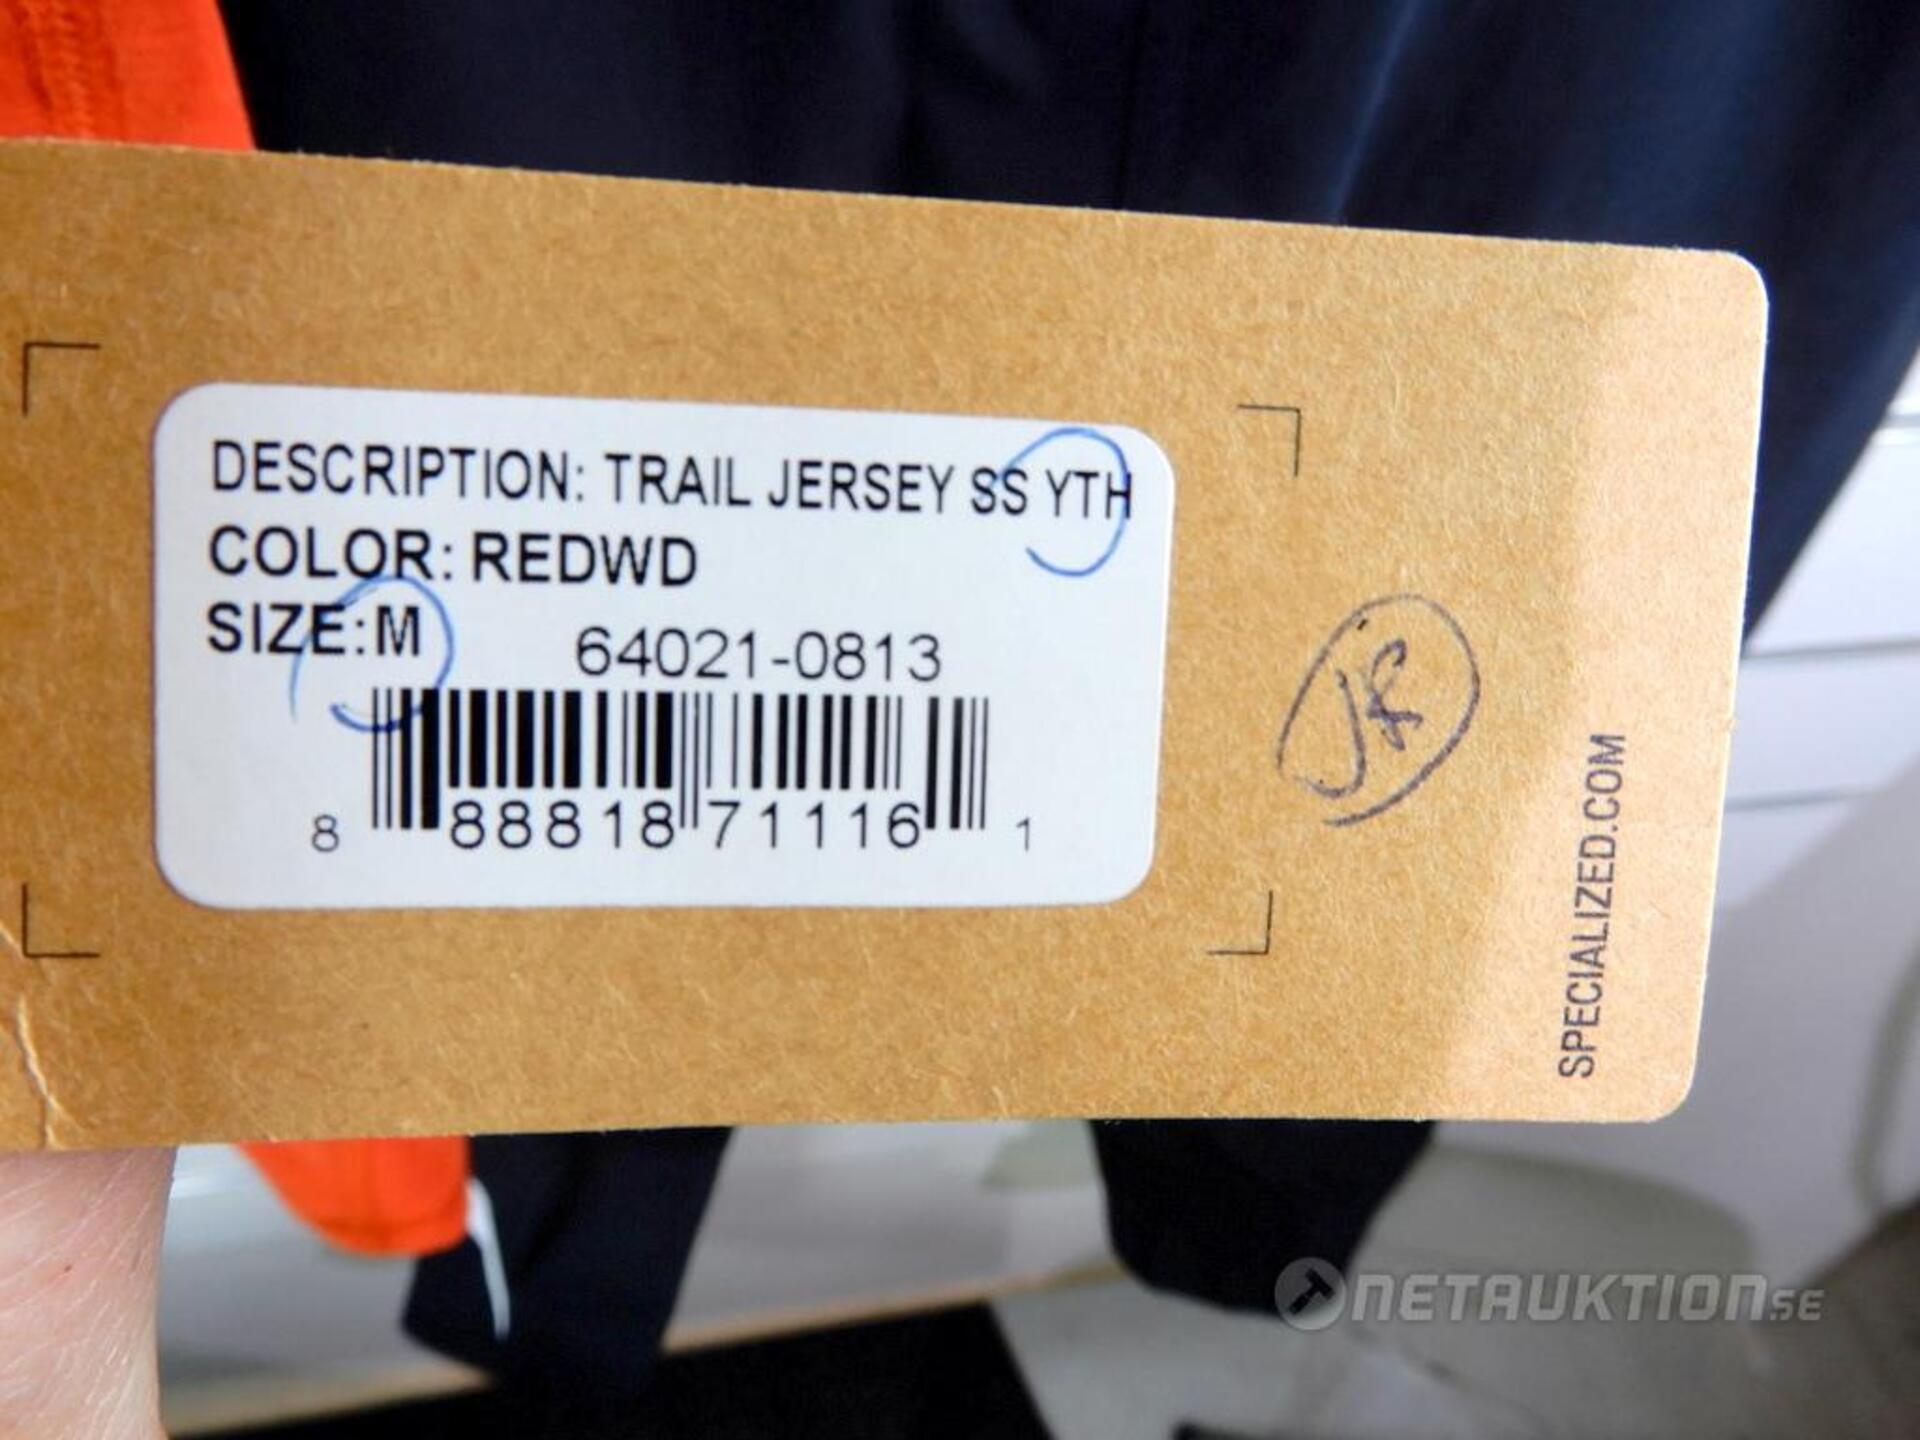 DESCRIPTION: TRAIL JERSEY SS YTH
COLOR: REDWD
SIZE: M
64021-0813
8 88818 71116 1
JR
SPECIALIZED.COM
NETAUKTION.SE